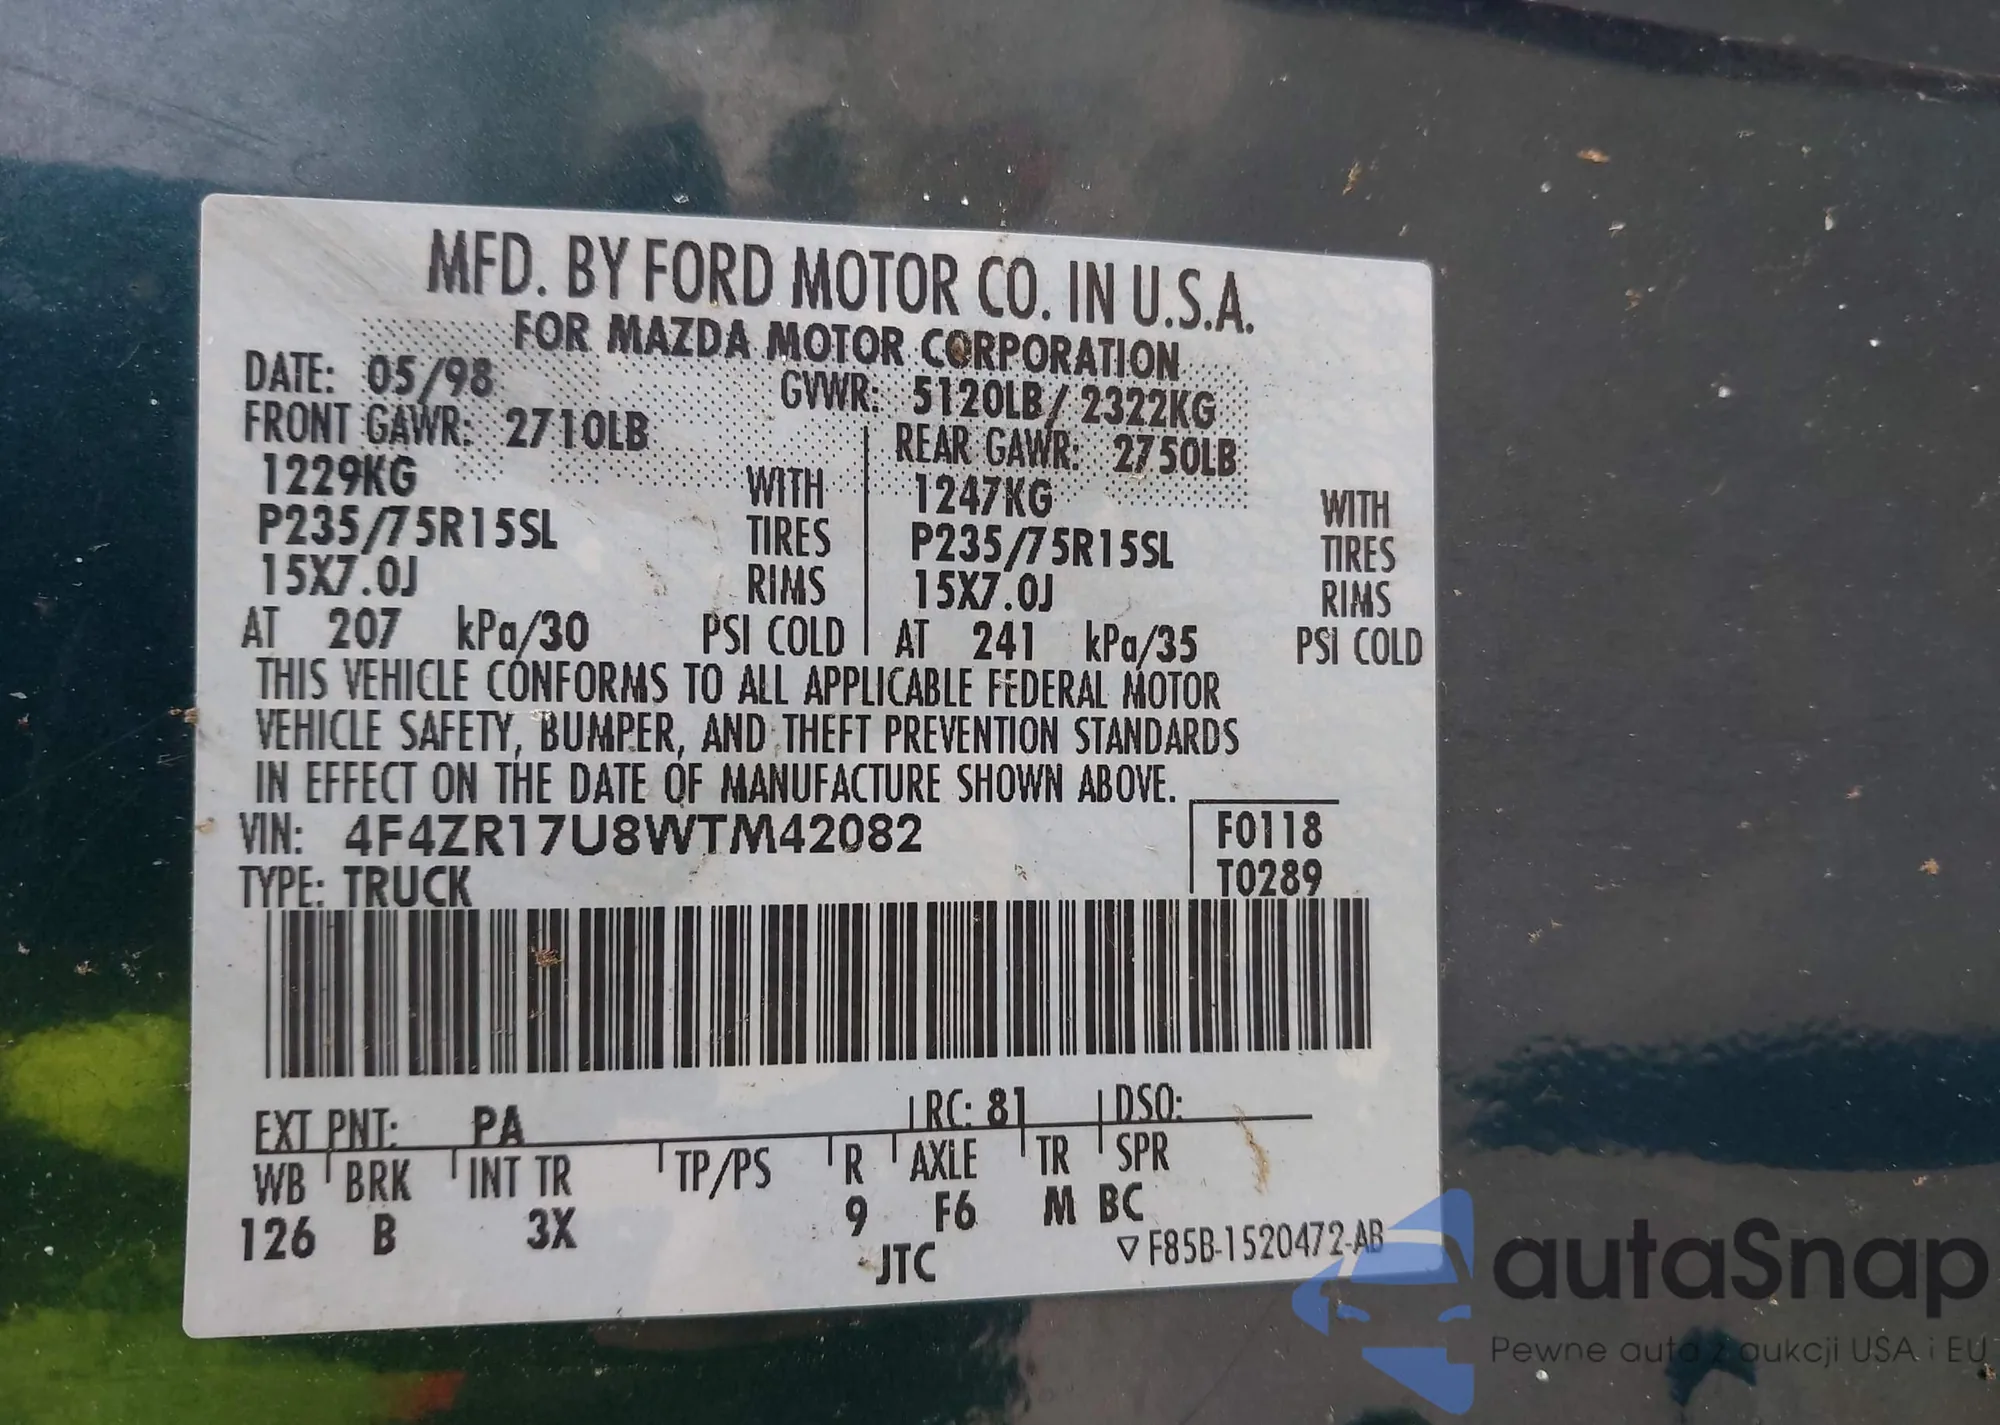 MFD. BY FORD MOTOR CO. IN U.S.A.
FOR MAZDA MOTOR CORPORATION
DATE: 05/98 GVWR: 5120LB / 2322KG
FRONT GAWR: 2710LB REAR GAWR: 2750LB
1229KG WITH 1247KG WITH
P235/75R15SL TIRES P235/75R15SL TIRES
15X7.0J RIMS 15X7.0J RIMS
AT 207 kPa/30 PSI COLD AT 241 kPa/35 PSI COLD
THIS VEHICLE CONFORMS TO ALL APPLICABLE FEDERAL MOTOR
VEHICLE SAFETY, BUMPER, AND THEFT PREVENTION STANDARDS
IN EFFECT ON THE DATE OF MANUFACTURE SHOWN ABOVE.
VIN: 4F4ZR17U8WTM42082 F0118
TYPE: TRUCK T0289
EXT PNT: PA RC: 81 DSO:
WB BRK INT TR TP/PS R AXLE TR SPR
126 B 3X 9 F6 M BC
JTC ▽F85B-1520472-AB
autaSnap
Pewne auta z aukcji USA i EU